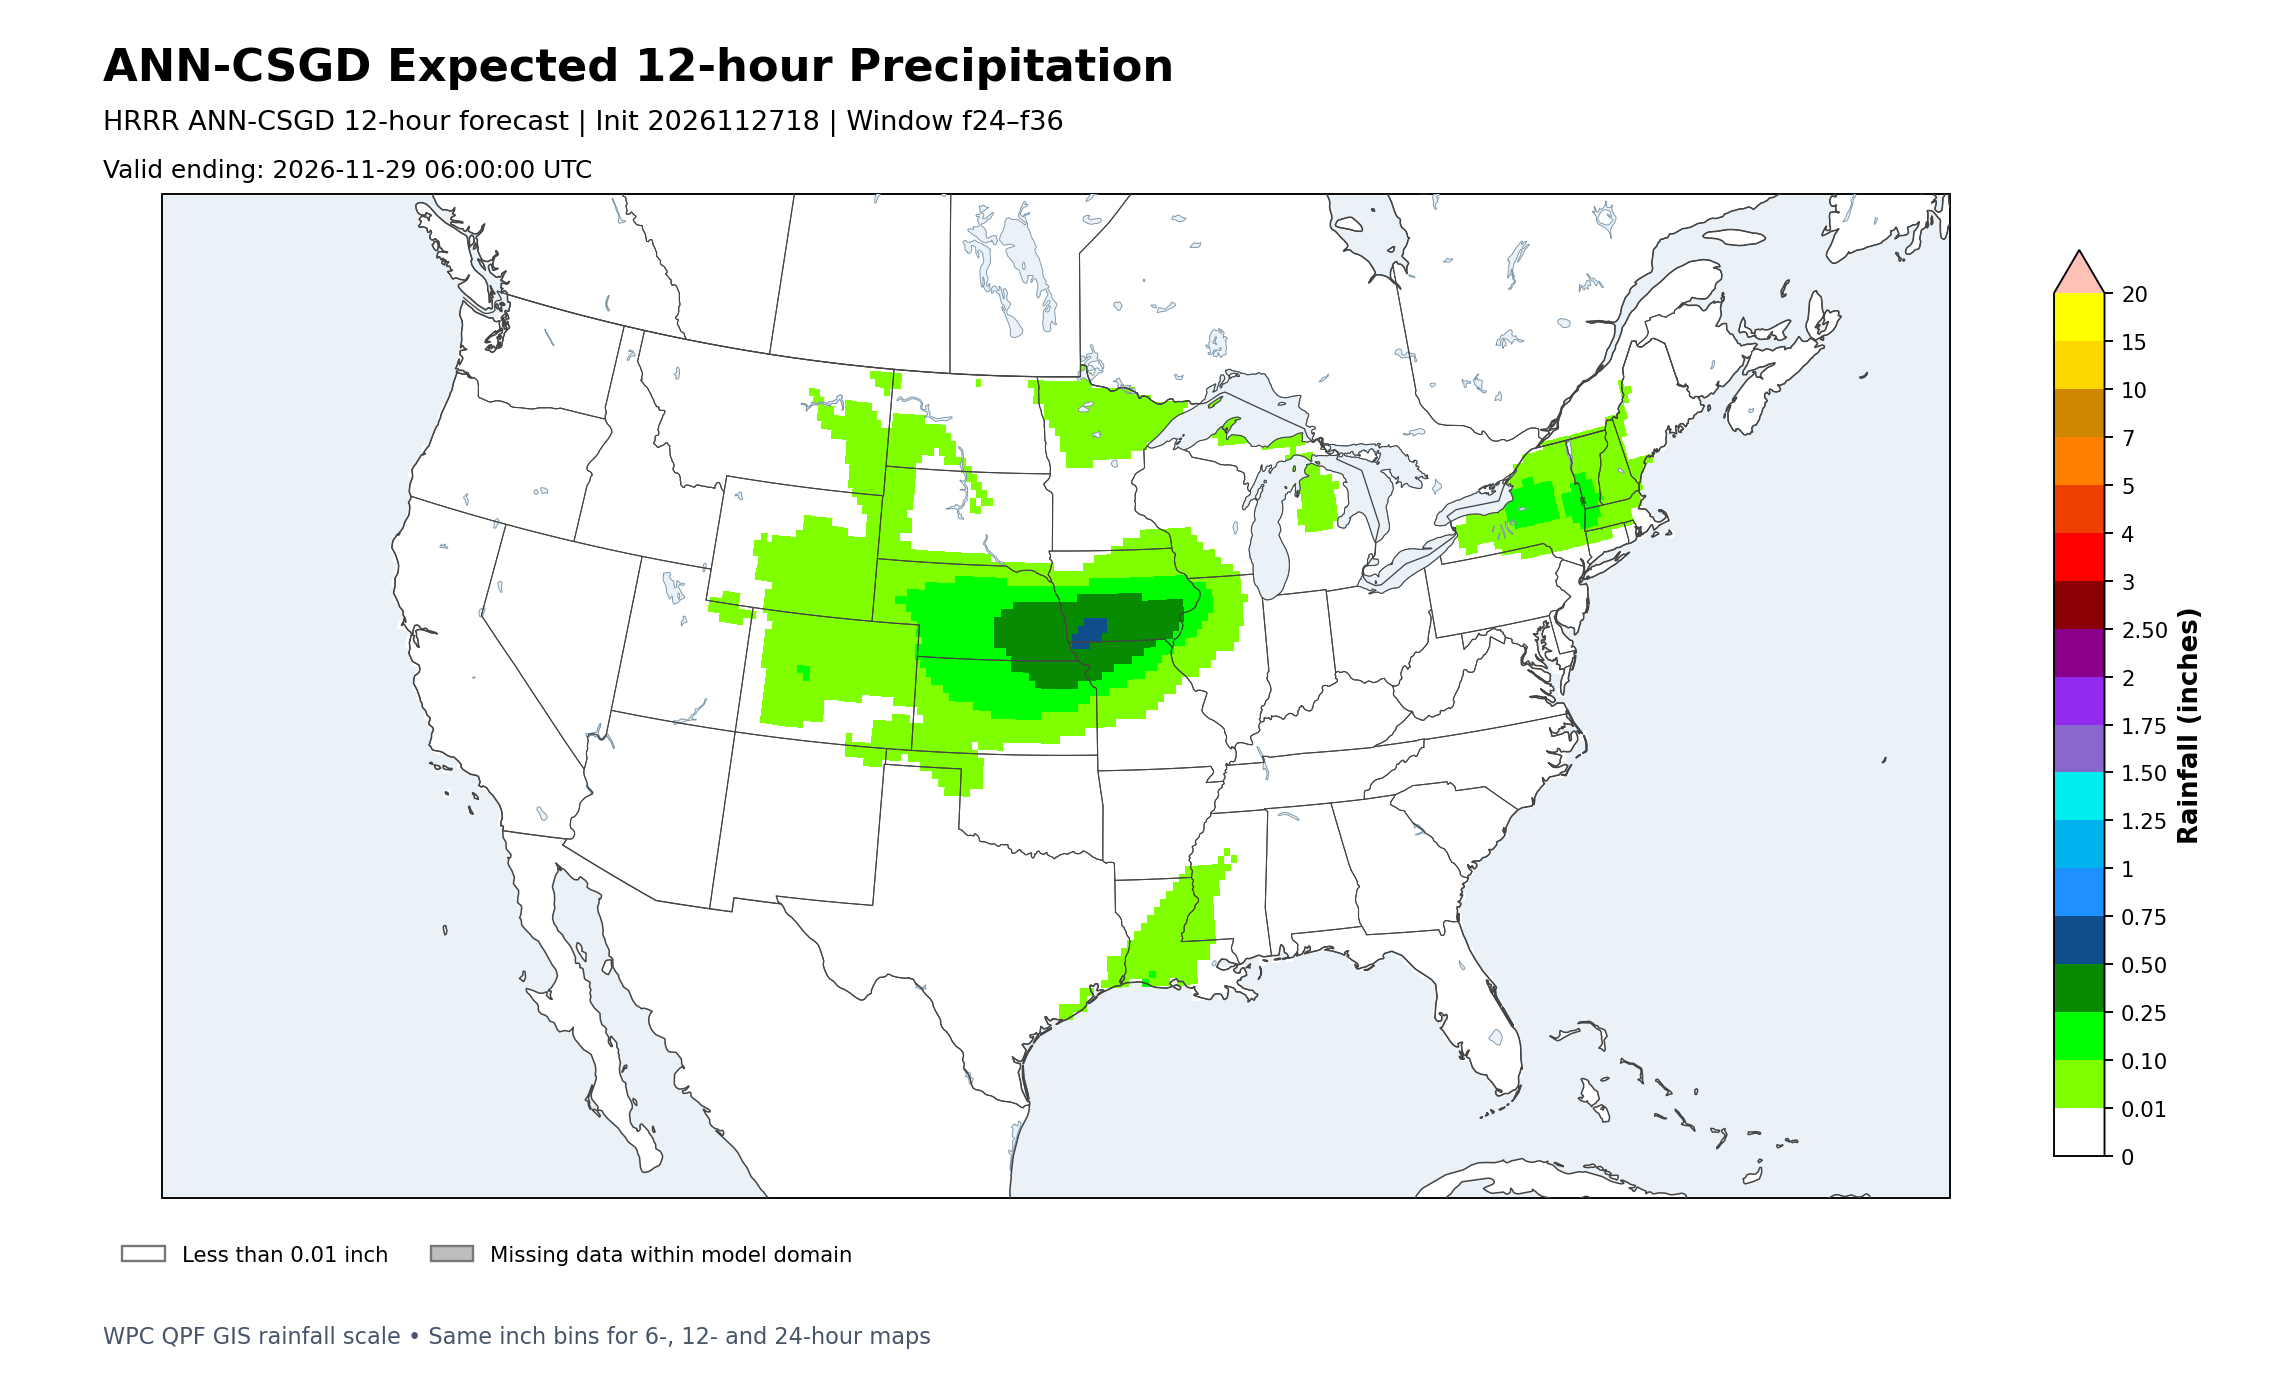 ANN-CSGD Expected 12-hour Precipitation
HRRR ANN-CSGD 12-hour forecast | Init 2026112718 | Window f24–f36
Valid ending: 2026-11-29 06:00:00 UTC
20
15
10
7
5
4
3
2.50
2
1.75
1.50
1.25
1
0.75
0.50
0.25
0.10
0.01
0
Rainfall (inches)
Less than 0.01 inch
Missing data within model domain
WPC QPF GIS rainfall scale • Same inch bins for 6-, 12- and 24-hour maps